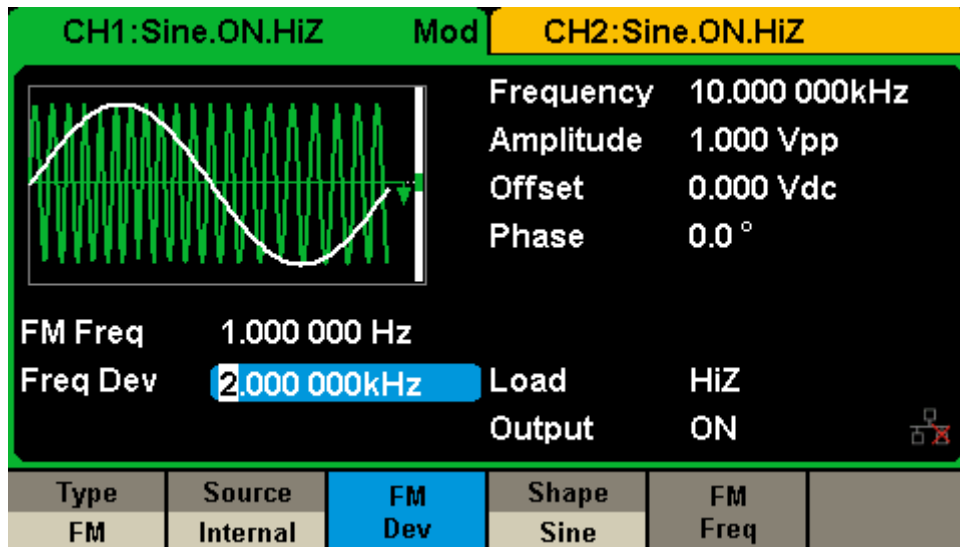 CH1:Sine.ON.HiZ Mod CH2:Sine.ON.HiZ
Frequency 10.000 000kHz
Amplitude 1.000 Vpp
Offset 0.000 Vdc
Phase 0.0 °
FM Freq 1.000 000 Hz
Freq Dev 2.000 000kHz Load HiZ
Output ON
Type Source FM Shape FM
FM Internal Dev Sine Freq